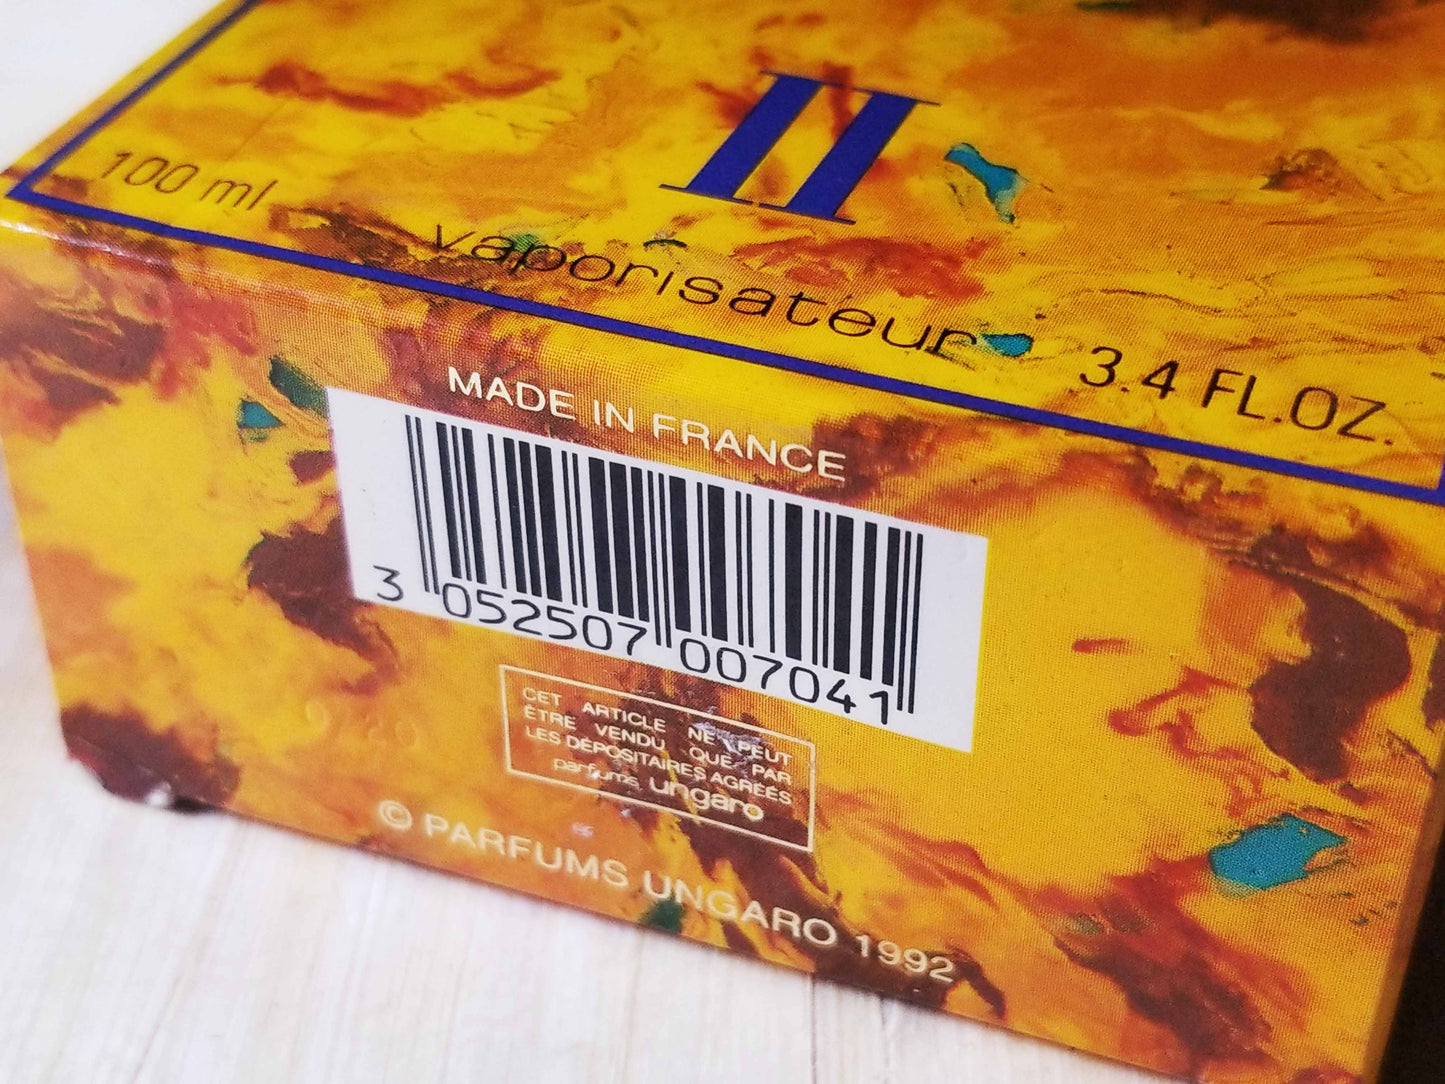 II
100 ml
vaporisateur
3.4 FL.OZ.
MADE IN FRANCE
3 052507 007041
CET ARTICLE NE PEUT
ÊTRE VENDU QUE PAR
LES DÉPOSITAIRES AGRÉÉS
parfums ungaro
© PARFUMS UNGARO 1992